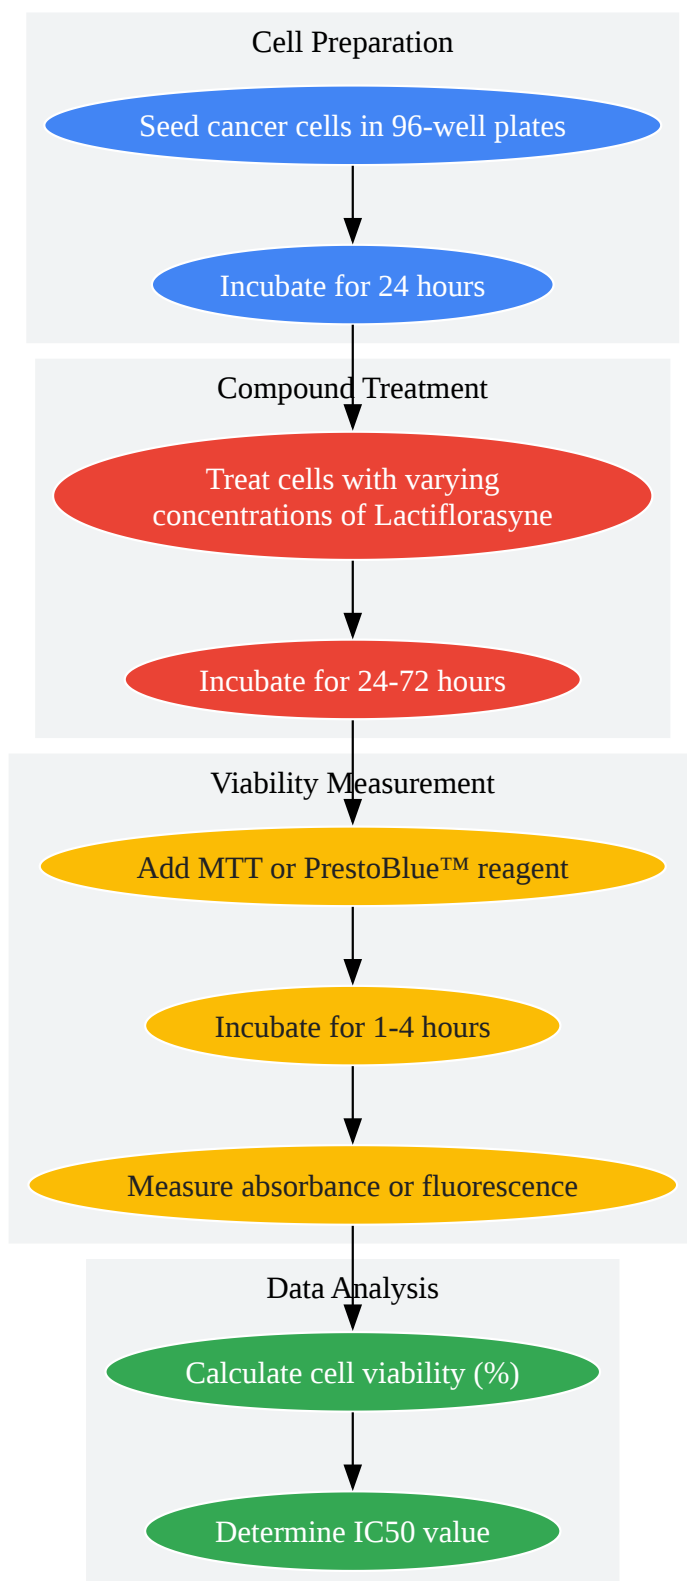 Cell Preparation
Seed cancer cells in 96-well plates
Incubate for 24 hours
Compound Treatment
Treat cells with varying
concentrations of Lactiflorasyne
Incubate for 24-72 hours
Viability Measurement
Add MTT or PrestoBlue™ reagent
Incubate for 1-4 hours
Measure absorbance or fluorescence
Data Analysis
Calculate cell viability (%)
Determine IC50 value